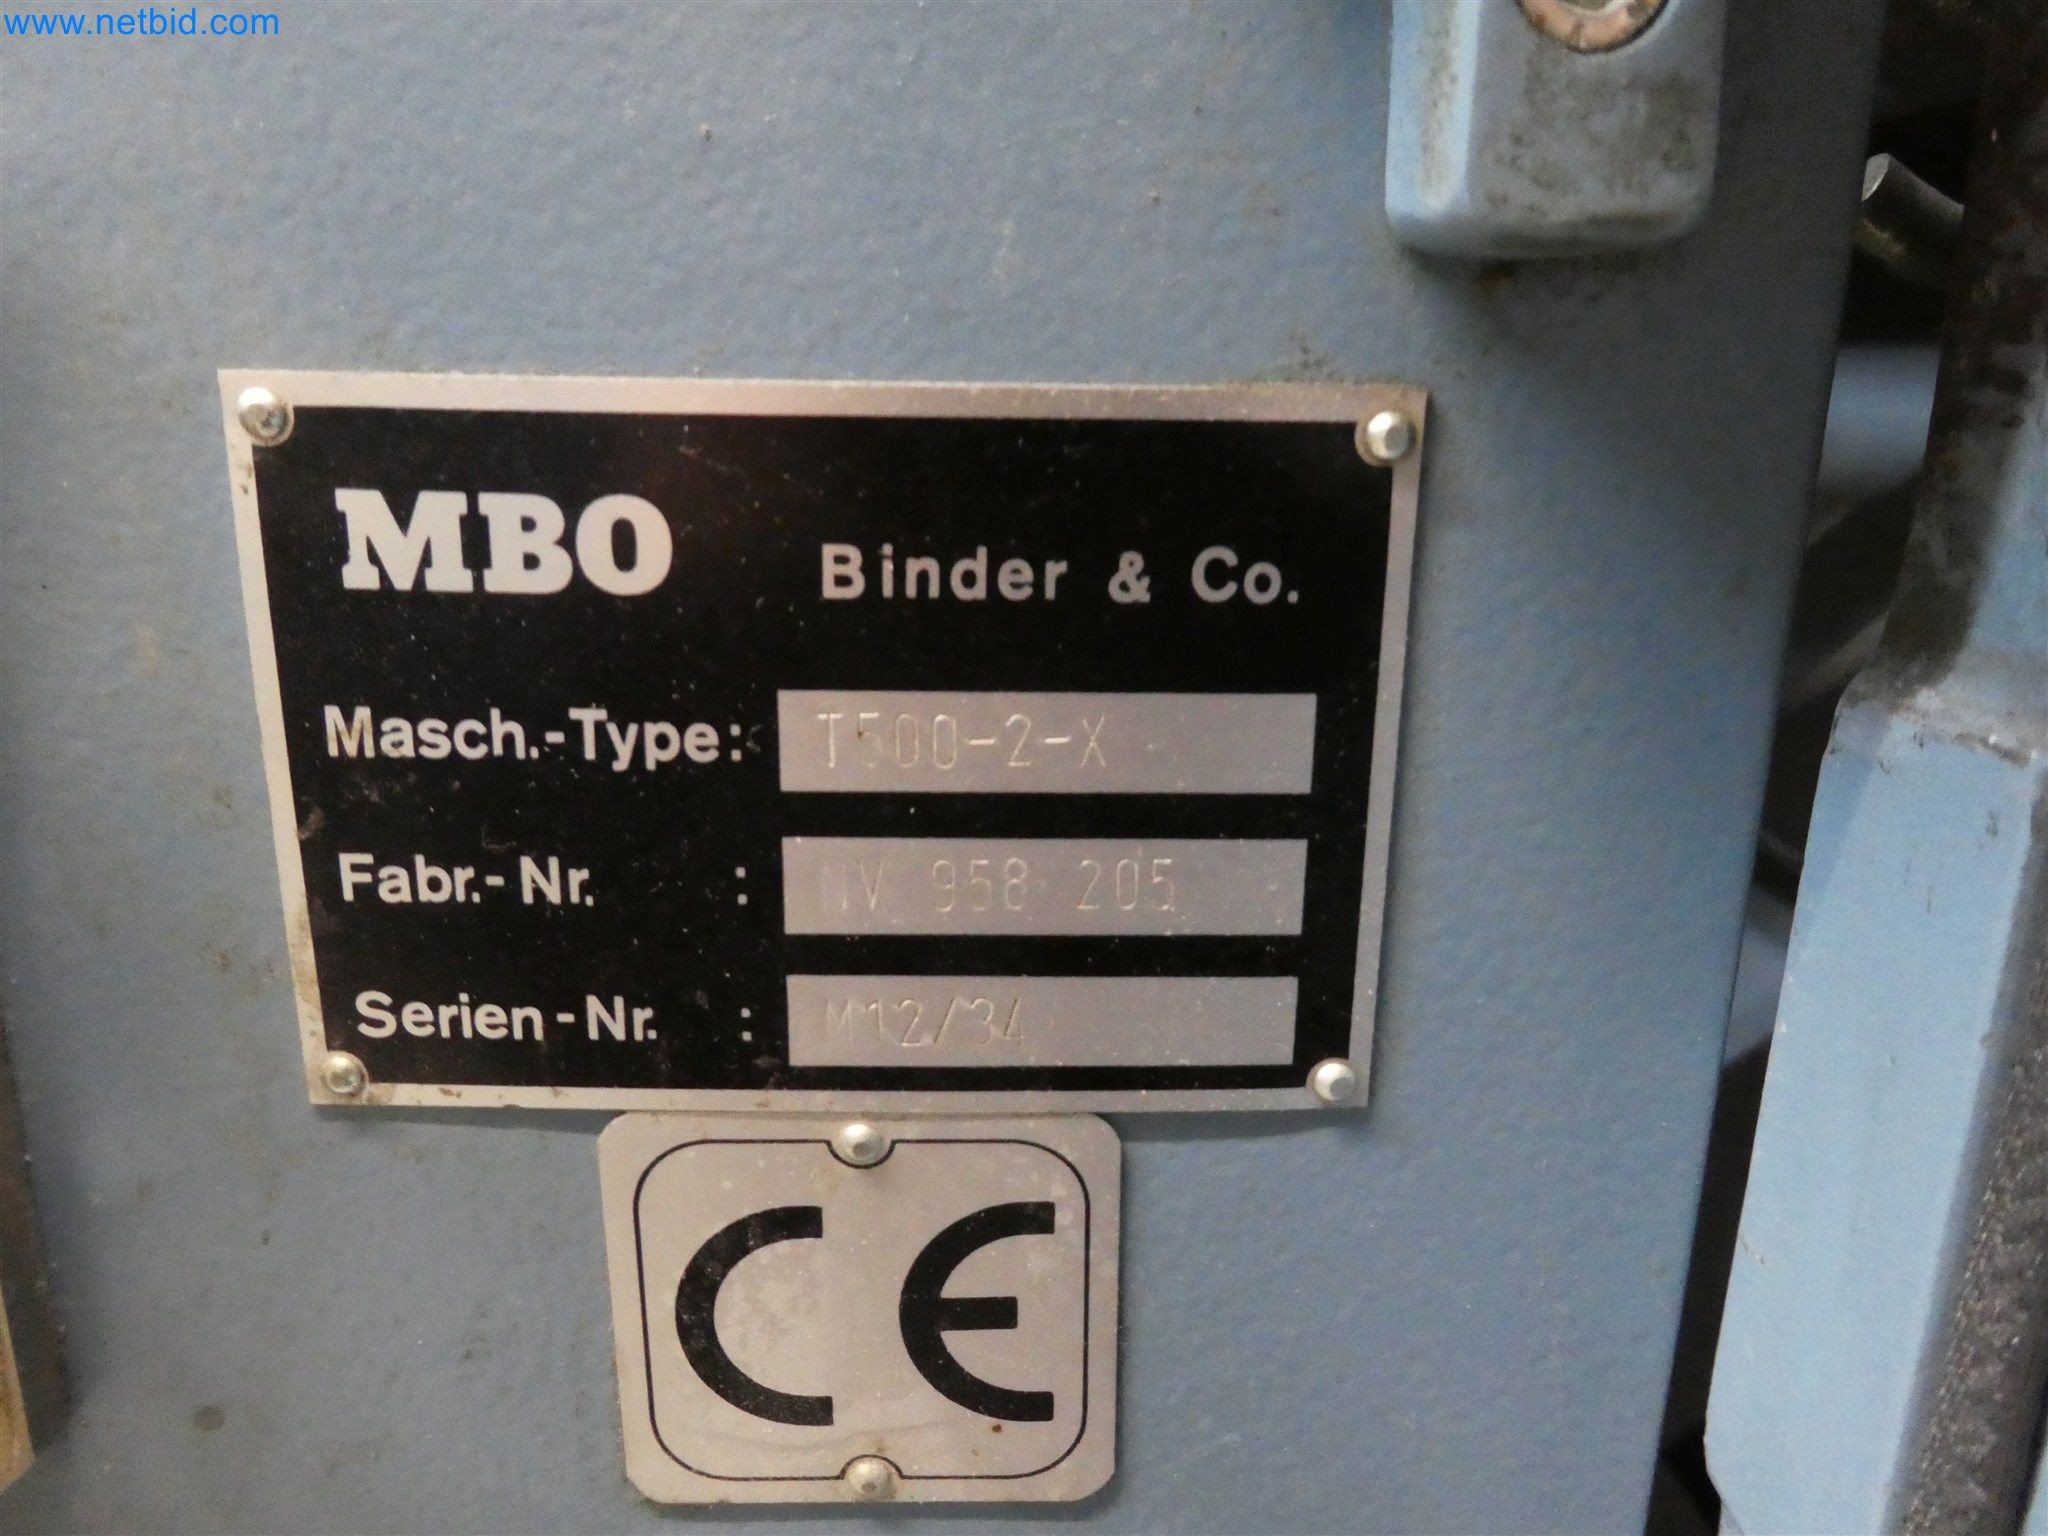 www.netbid.com
MBO Binder & Co.
Masch.-Type: T500-2-X
Fabr.-Nr. : 958 205
Serien-Nr. : M12/34
CE